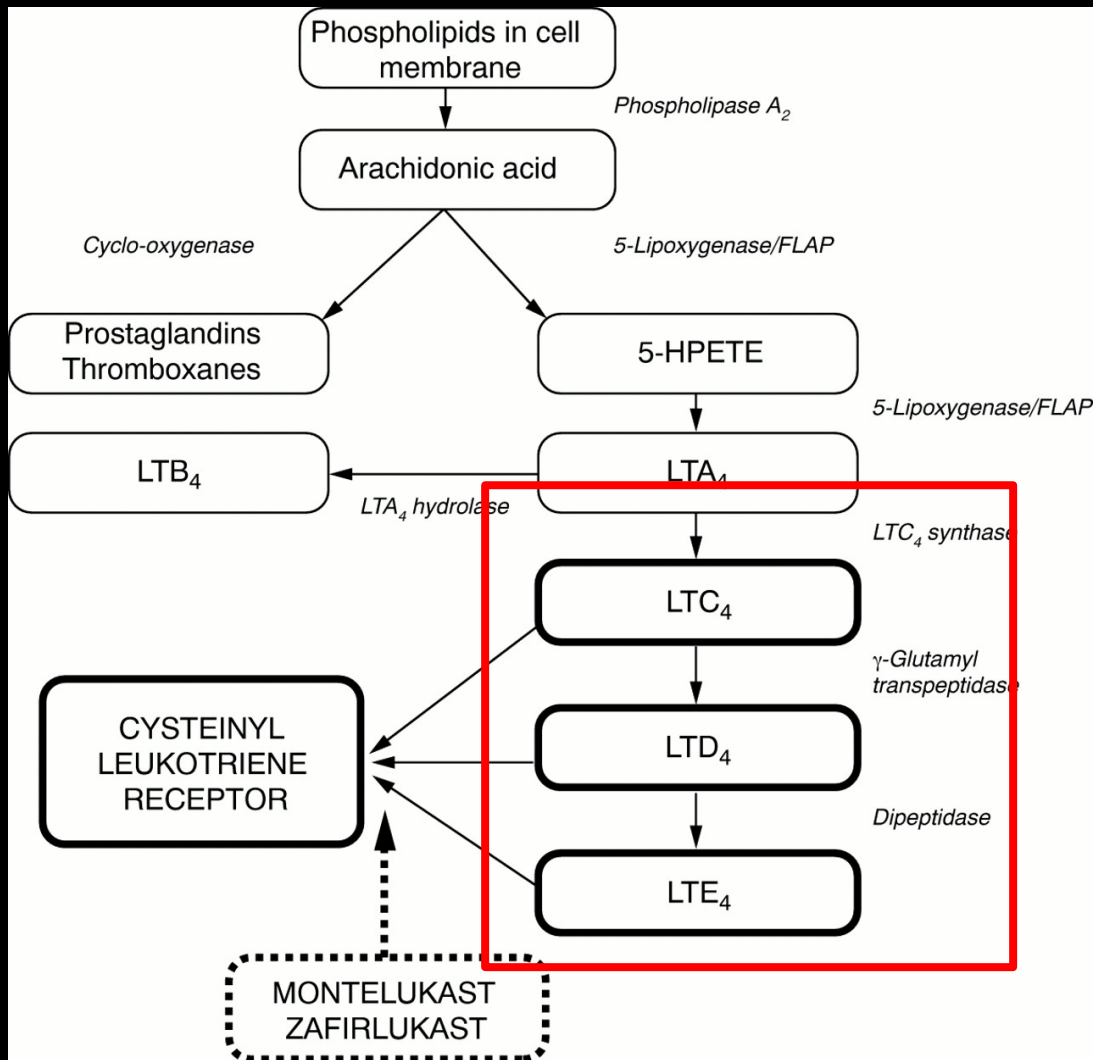 Phospholipids in cell
membrane
Phospholipase A₂
Arachidonic acid
Cyclo-oxygenase
5-Lipoxygenase/FLAP
Prostaglandins
Thromboxanes
5-HPETE
5-Lipoxygenase/FLAP
LTB₄
LTA₄
LTA₄ hydrolase
LTC₄ synthase
LTC₄
γ-Glutamyl
transpeptidase
CYSTEINYL
LEUKOTRIENE
RECEPTOR
LTD₄
Dipeptidase
LTE₄
MONTELUKAST
ZAFIRLUKAST